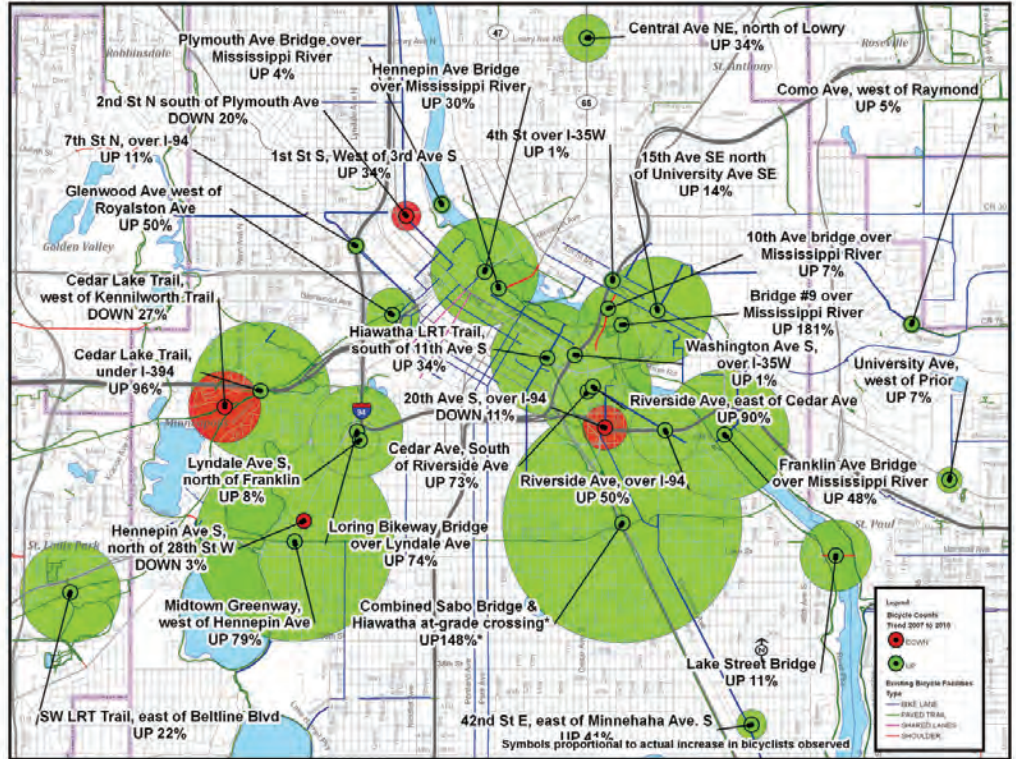 Robbinsdale
Plymouth Ave Bridge over
Mississippi River
UP 4%
Hennepin Ave Bridge
over Mississippi River
UP 30%
47
Lowry Ave NE
Central Ave NE, north of Lowry
UP 34%
Roseville
St. Anthony
65
2nd St N south of Plymouth Ave
DOWN 20%
Como Ave, west of Raymond
UP 5%
7th St N, over I-94
UP 11%
1st St S, West of 3rd Ave S
UP 34%
4th St over I-35W
UP 1%
15th Ave SE north
of University Ave SE
UP 14%
Glenwood Ave west of
Royalston Ave
UP 50%
Golden Valley
10th Ave bridge over
Mississippi River
UP 7%
Cedar Lake Trail,
west of Kennilworth Trail
DOWN 27%
Bridge #9 over
Mississippi River
UP 181%
Hiawatha LRT Trail,
south of 11th Ave S
UP 34%
Washington Ave S,
over I-35W
UP 1%
Cedar Lake Trail,
under I-394
UP 96%
University Ave,
west of Prior
UP 7%
20th Ave S, over I-94
DOWN 11%
Riverside Ave, east of Cedar Ave
UP 90%
94
Lyndale Ave S,
north of Franklin
UP 8%
Cedar Ave, South
of Riverside Ave
UP 73%
Riverside Ave, over I-94
UP 50%
Franklin Ave Bridge
over Mississippi River
UP 48%
Hennepin Ave S,
north of 28th St W
DOWN 3%
Loring Bikeway Bridge
over Lyndale Ave
UP 74%
St. Paul
St. Louis Park
Midtown Greenway,
west of Hennepin Ave
UP 79%
Combined Sabo Bridge &
Hiawatha at-grade crossing*
UP148%*
Lake Street Bridge
UP 11%
SW LRT Trail, east of Beltline Blvd
UP 22%
42nd St E, east of Minnehaha Ave. S
UP 41%
Symbols proportional to actual increase in bicyclists observed
Legend
Bicycle Counts
Trend 2007 to 2010
DOWN
UP
Existing Bicycle Facilities
Type
BIKE LANE
PAVED TRAIL
SHARED LANES
SHOULDER